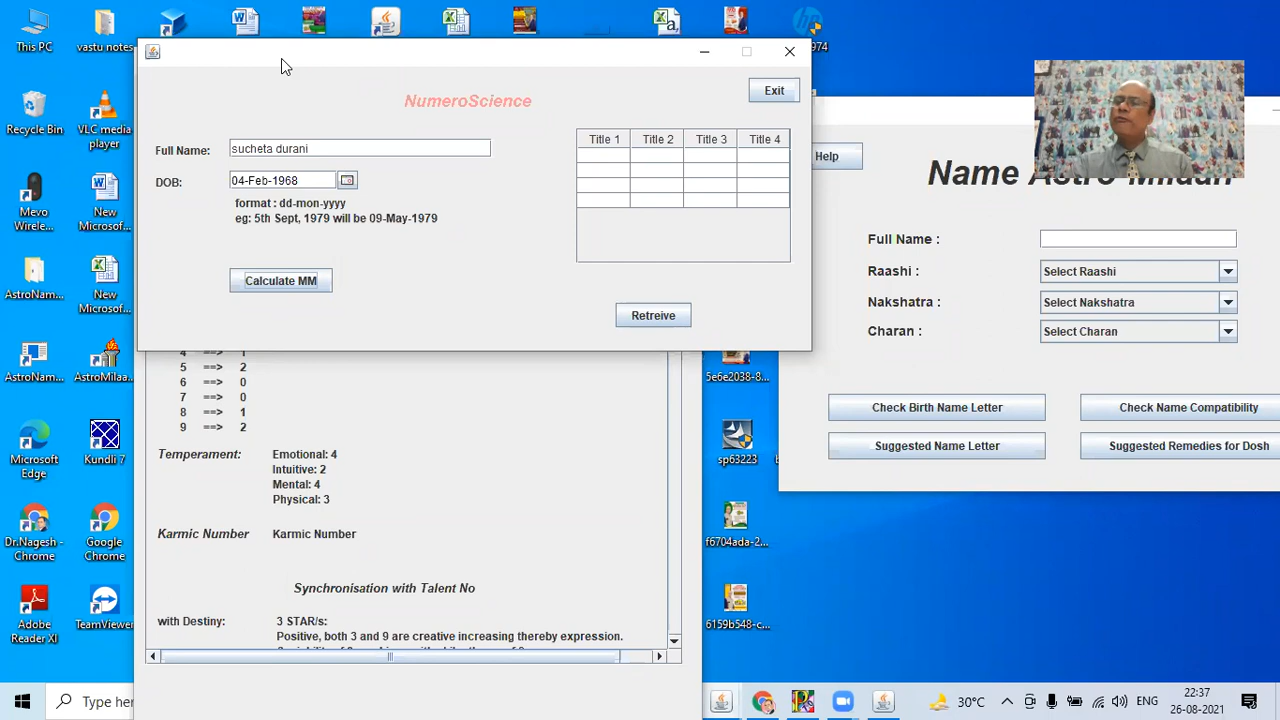 This PC
vastu notes
974
Recycle Bin
VLC media
player
Mevo
Wirele...
New
Microsof...
AstroNam...
New
Microsof...
AstroNam...
AstroMilaa...
Microsoft
Edge
Kundli 7
Dr.Nagesh -
Chrome
Google
Chrome
Adobe
Reader XI
TeamViewer
NumeroScience
Exit
Full Name:
sucheta durani
DOB:
04-Feb-1968
format : dd-mon-yyyy
eg: 5th Sept, 1979 will be 09-May-1979
Title 1 Title 2 Title 3 Title 4
Calculate MM
Retreive
4 ==> 1
5 ==> 2
6 ==> 0
7 ==> 0
8 ==> 1
9 ==> 2
Temperament: Emotional: 4
Intuitive: 2
Mental: 4
Physical: 3
Karmic Number Karmic Number
Synchronisation with Talent No
with Destiny: 3 STAR/s:
Positive, both 3 and 9 are creative increasing thereby expression.
5e6e2038-8...
sp63223
f6704ada-2...
6159b548-c...
Help
Name Astro
Full Name :
Raashi : Select Raashi
Nakshatra : Select Nakshatra
Charan : Select Charan
Check Birth Name Letter
Check Name Compatibility
Suggested Name Letter
Suggested Remedies for Dosh
Type her
30°C
ENG
22:37
26-08-2021